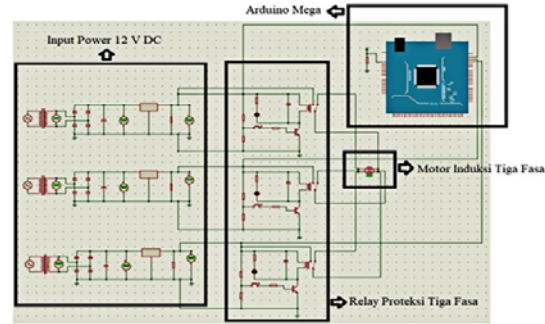 Arduino Mega
Input Power 12 V DC
Motor Induksi Tiga Fasa
Relay Proteksi Tiga Fasa